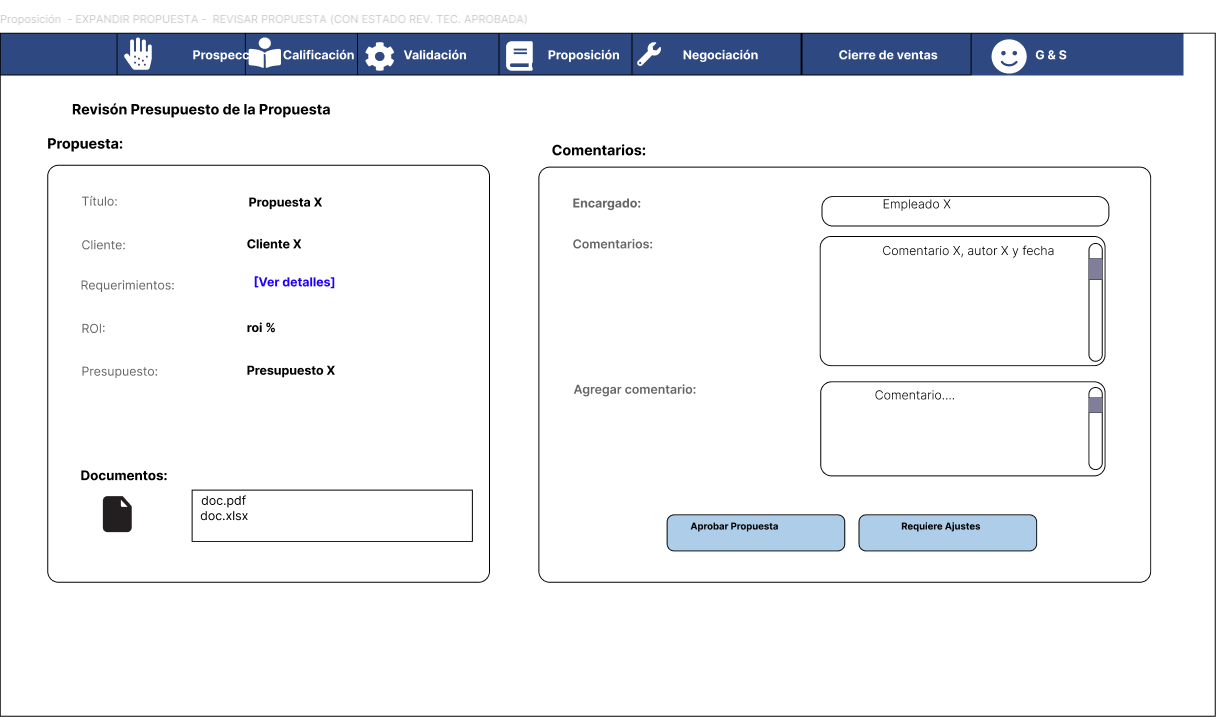 Proposición - EXPANDIR PROPUESTA - REVISAR PROPUESTA (CON ESTADO REV. TEC. APROBADA)
Prospecc Calificación Validación Proposición Negociación Cierre de ventas G & S
Revisón Presupuesto de la Propuesta
Propuesta:
Título: Propuesta X
Cliente: Cliente X
Requerimientos: [Ver detalles]
ROI: roi %
Presupuesto: Presupuesto X
Documentos:
doc.pdf
doc.xlsx
Comentarios:
Encargado: Empleado X
Comentarios: Comentario X, autor X y fecha
Agregar comentario: Comentario....
Aprobar Propuesta Requiere Ajustes